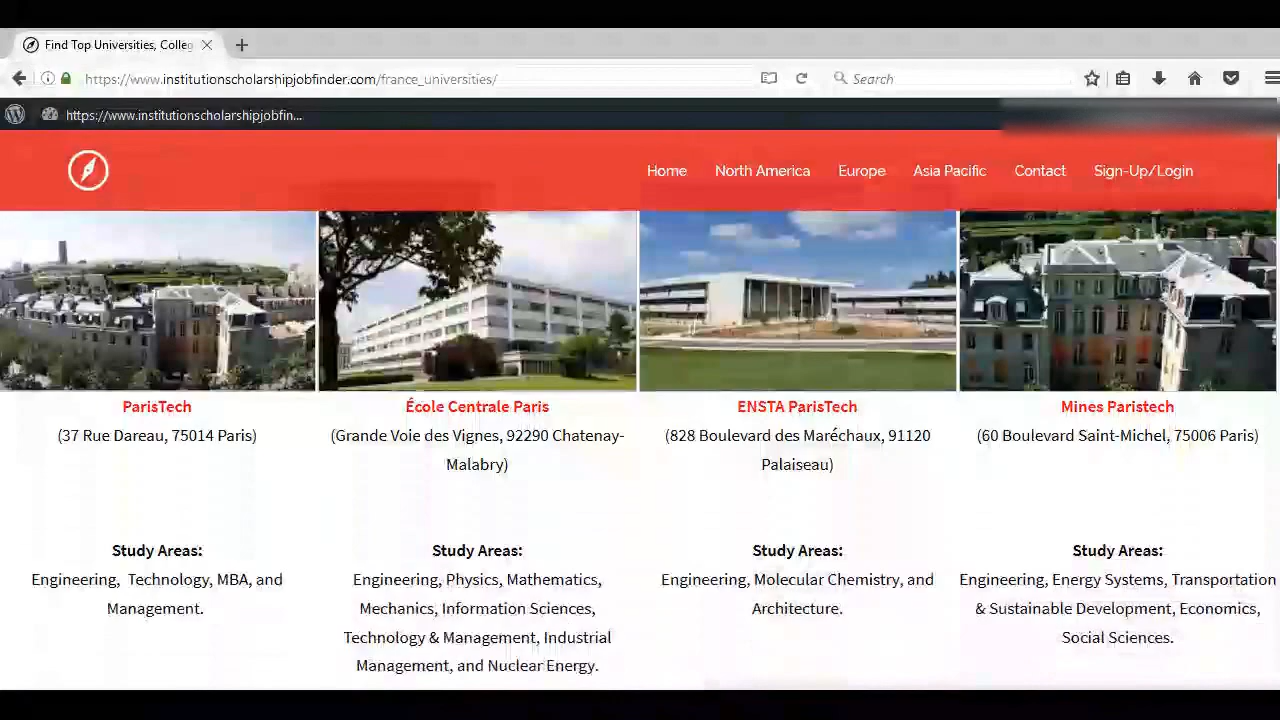 Find Top Universities, Colleg
https://www.institutionscholarshipjobfinder.com/france_universities/
Search
https://www.institutionscholarshipjobfin...
Home North America Europe Asia Pacific Contact Sign-Up/Login
ParisTech
(37 Rue Dareau, 75014 Paris)
Study Areas:
Engineering, Technology, MBA, and
Management.
École Centrale Paris
(Grande Voie des Vignes, 92290 Chatenay-
Malabry)
Study Areas:
Engineering, Physics, Mathematics,
Mechanics, Information Sciences,
Technology & Management, Industrial
Management, and Nuclear Energy.
ENSTA ParisTech
(828 Boulevard des Maréchaux, 91120
Palaiseau)
Study Areas:
Engineering, Molecular Chemistry, and
Architecture.
Mines Paristech
(60 Boulevard Saint-Michel, 75006 Paris)
Study Areas:
Engineering, Energy Systems, Transportation
& Sustainable Development, Economics,
Social Sciences.